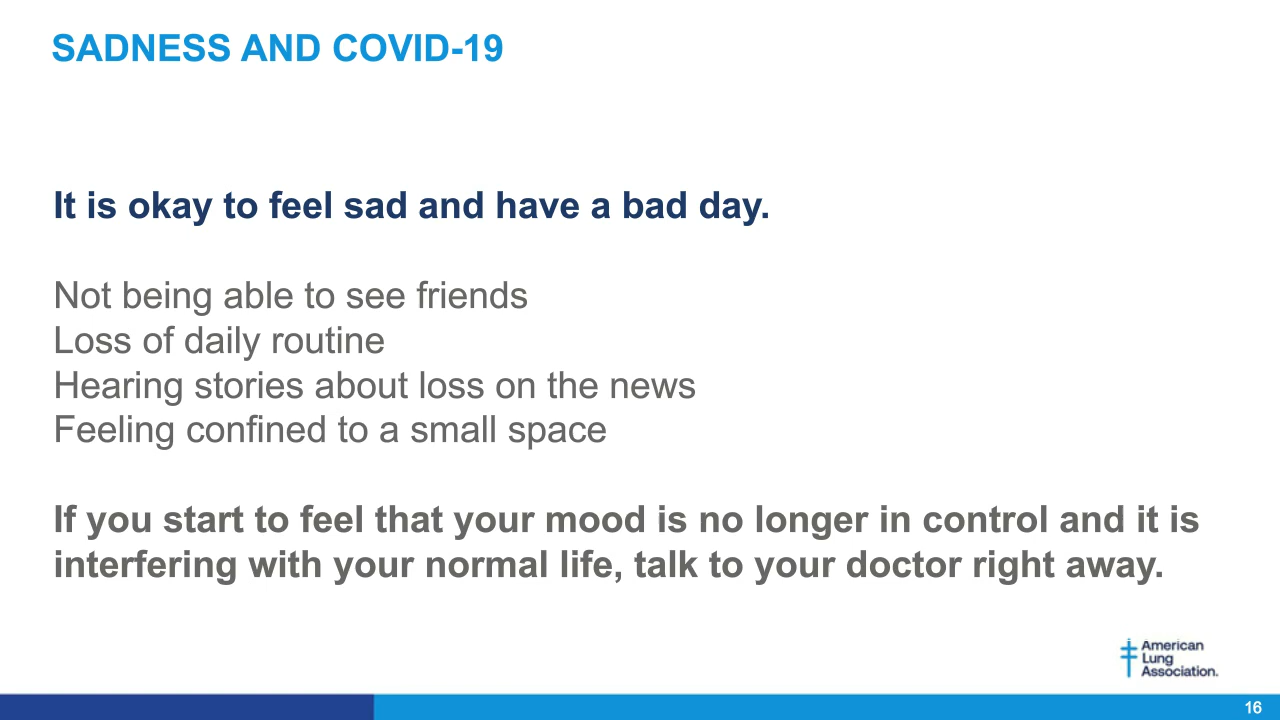 SADNESS AND COVID-19
It is okay to feel sad and have a bad day.
Not being able to see friends
Loss of daily routine
Hearing stories about loss on the news
Feeling confined to a small space
If you start to feel that your mood is no longer in control and it is
interfering with your normal life, talk to your doctor right away.
American
Lung
Association.
16